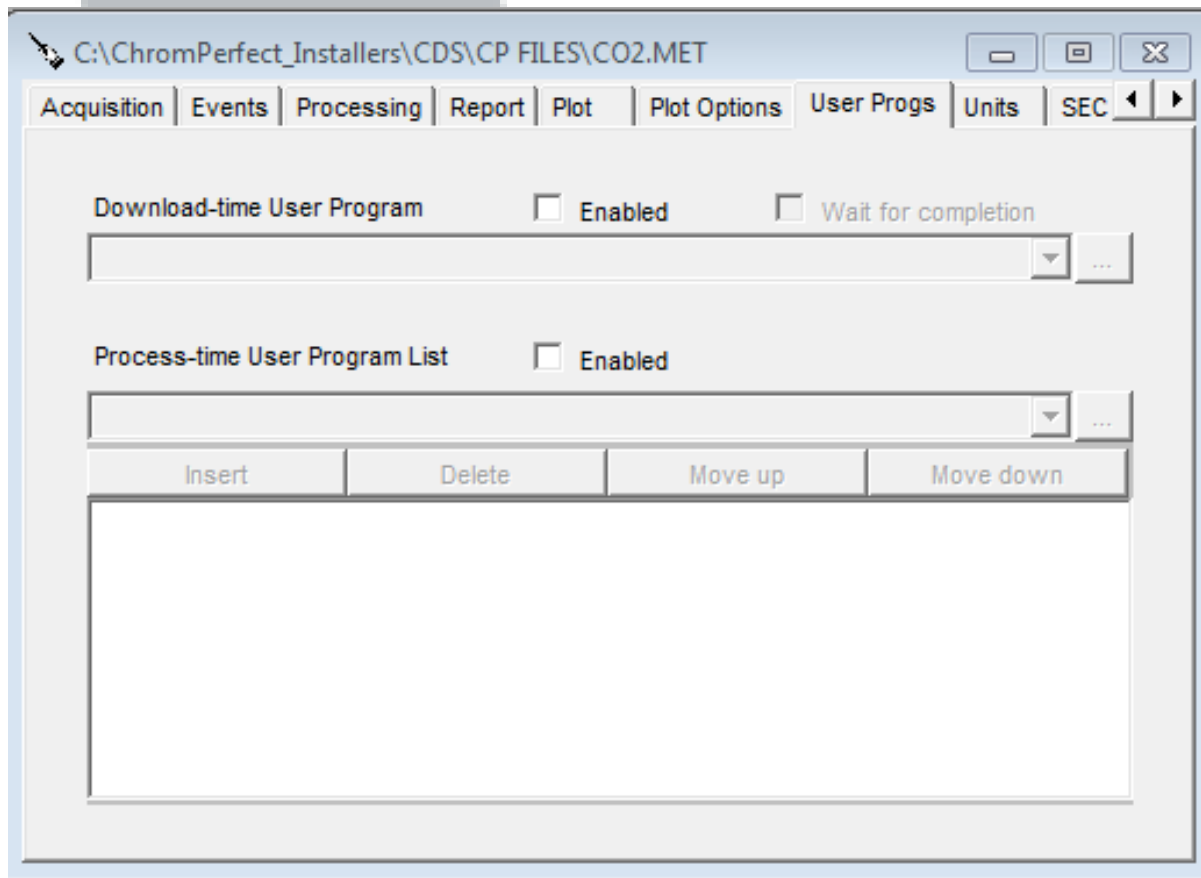 C:\ChromPerfect_Installers\CDS\CP FILES\CO2.MET
Acquisition Events Processing Report Plot Plot Options User Progs Units SEC
Download-time User Program Enabled Wait for completion
...
Process-time User Program List Enabled
...
Insert Delete Move up Move down